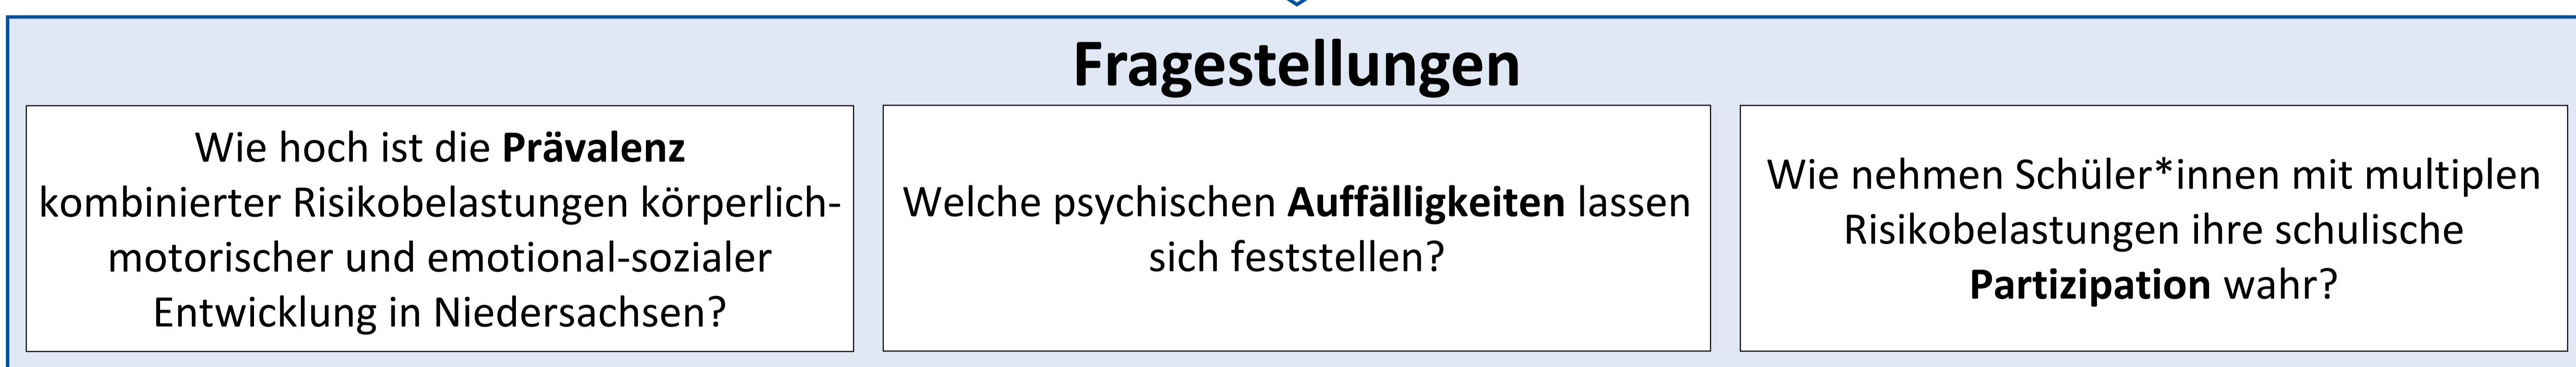 Fragestellungen
Wie hoch ist die Prävalenz
kombinierter Risikobelastungen körperlich-
motorischer und emotional-sozialer
Entwicklung in Niedersachsen?
Welche psychischen Auffälligkeiten lassen
sich feststellen?
Wie nehmen Schüler*innen mit multiplen
Risikobelastungen ihre schulische
Partizipation wahr?